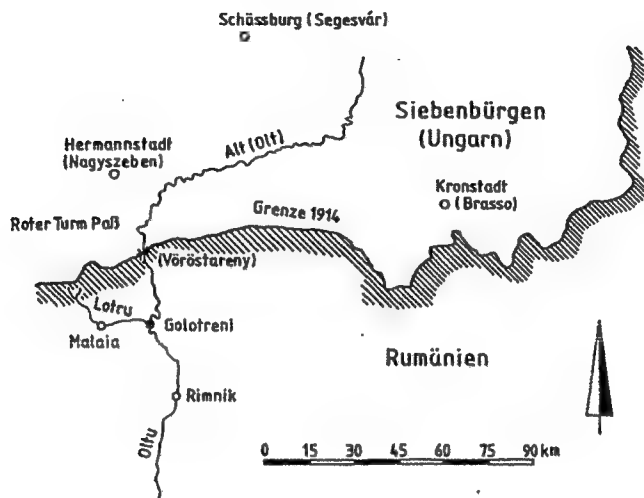 Schässburg (Segesvár)
Siebenbürgen
(Ungarn)
Hermannstadt
(Nagyszeben)
Alt (Olt)
Kronstadt
(Brasso)
Roter Turm Paß
Grenze 1914
(Vöröstareny)
Lotru
Golotreni
Malaia
Rumänien
Rimnik
Oltu
0 15 30 45 60 75 90 km